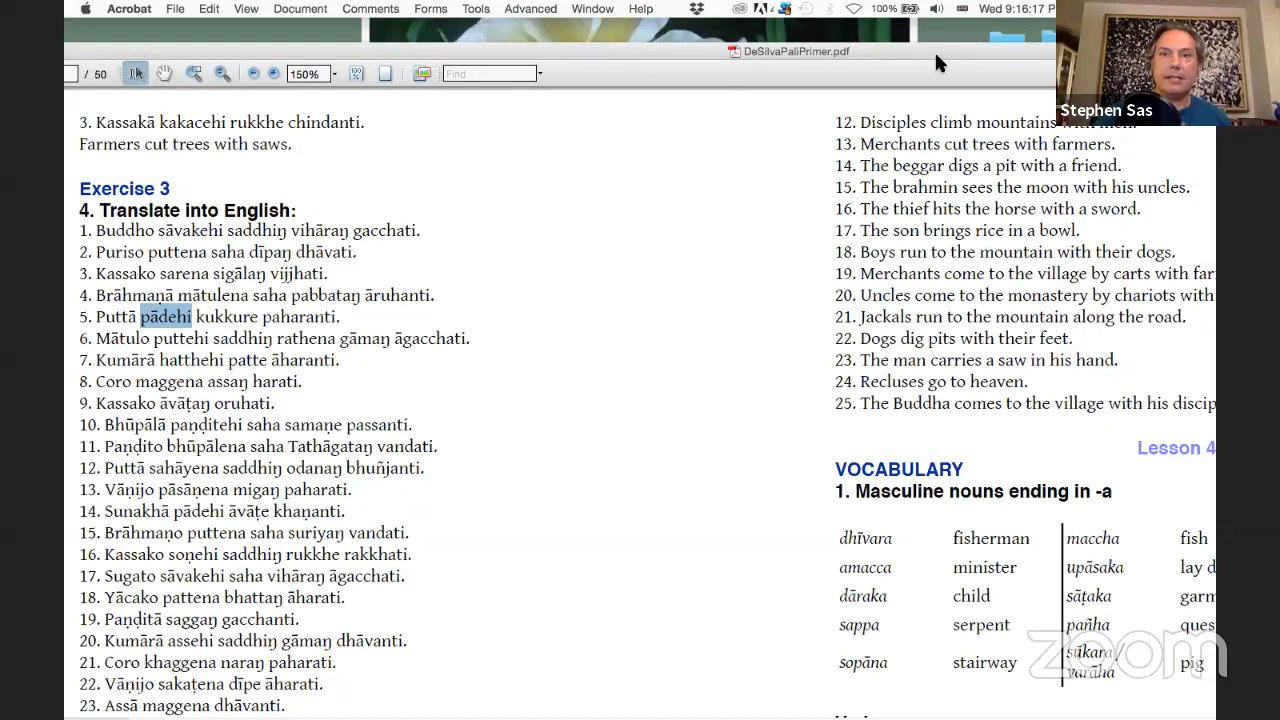 Acrobat File Edit View Document Comments Forms Tools Advanced Window Help 100% Wed 9:16:17 P
DeSilvaPaliPrimer.pdf
/ 50 150% Find
Stephen Sas
3. Kassakā kakacehi rukkhe chindanti.
Farmers cut trees with saws.
Exercise 3
4. Translate into English:
1. Buddho sāvakehi saddhiŋ vihāraŋ gacchati.
2. Puriso puttena saha dīpaŋ dhāvati.
3. Kassako sarena sigālaŋ vijjhati.
4. Brāhmaṇā mātulena saha pabbataŋ āruhanti.
5. Puttā pādehi kukkure paharanti.
6. Mātulo puttehi saddhiŋ rathena gāmaŋ āgacchati.
7. Kumārā hatthehi patte āharanti.
8. Coro maggena assaŋ harati.
9. Kassako āvāṭaŋ oruhati.
10. Bhūpālā paṇḍitehi saha samaṇe passanti.
11. Paṇḍito bhūpālena saha Tathāgataŋ vandati.
12. Puttā sahāyena saddhiŋ odanaŋ bhuñjanti.
13. Vāṇijo pāsāṇena migaŋ paharati.
14. Sunakhā pādehi āvāṭe khaṇanti.
15. Brāhmaṇo puttena saha suriyaŋ vandati.
16. Kassako soṇehi saddhiŋ rukkhe rakkhati.
17. Sugato sāvakehi saha vihāraŋ āgacchati.
18. Yācako pattena bhattaŋ āharati.
19. Paṇḍitā saggaŋ gacchanti.
20. Kumārā assehi saddhiŋ gāmaŋ dhāvanti.
21. Coro khaggena naraŋ paharati.
22. Vāṇijo sakaṭena dīpe āharati.
23. Assā maggena dhāvanti.
12. Disciples climb mountains
13. Merchants cut trees with farmers.
14. The beggar digs a pit with a friend.
15. The brahmin sees the moon with his uncles.
16. The thief hits the horse with a sword.
17. The son brings rice in a bowl.
18. Boys run to the mountain with their dogs.
19. Merchants come to the village by carts with far
20. Uncles come to the monastery by chariots with
21. Jackals run to the mountain along the road.
22. Dogs dig pits with their feet.
23. The man carries a saw in his hand.
24. Recluses go to heaven.
25. The Buddha comes to the village with his discip
Lesson 4
VOCABULARY
1. Masculine nouns ending in -a
dhīvara fisherman maccha fish
amacca minister upāsaka lay d
dāraka child sāṭaka garm
sappa serpent pañha ques
sopāna stairway sūkara / varāha pig
zoom